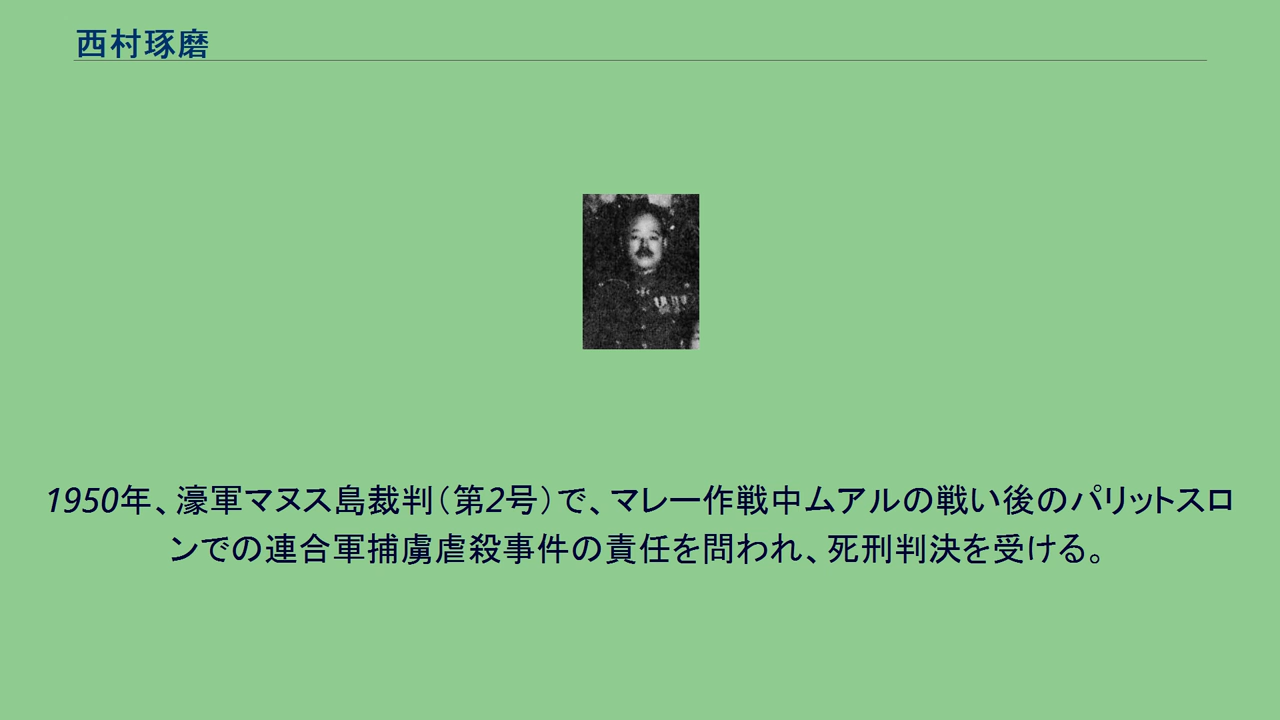 西村琢磨
1950年、濠軍マヌス島裁判(第2号)で、マレー作戦中ムアルの戦い後のパリットスロ
ンでの連合軍捕虜虐殺事件の責任を問われ、死刑判決を受ける。